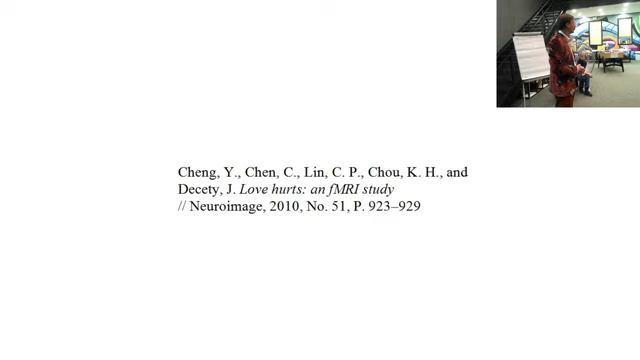 Cheng, Y., Chen, C., Lin, C. P., Chou, K. H., and
Decety, J. Love hurts: an fMRI study
// Neuroimage, 2010, No. 51, P. 923–929